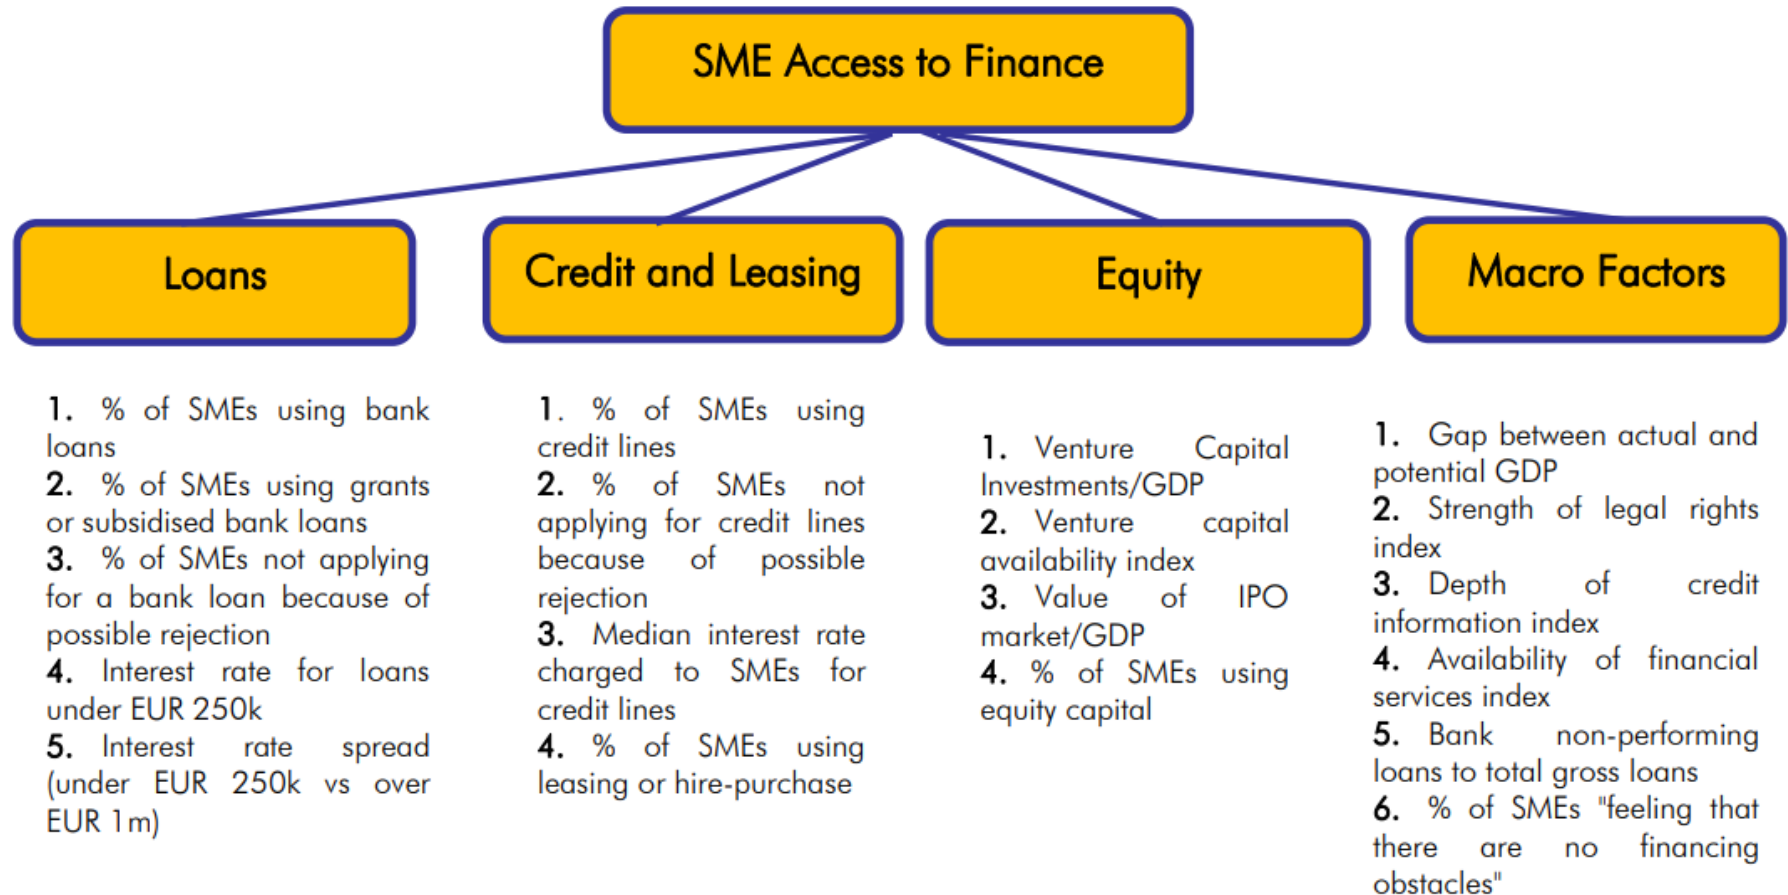 SME Access to Finance
Loans
Credit and Leasing
Equity
Macro Factors
1. % of SMEs using bank
loans
2. % of SMEs using grants
or subsidised bank loans
3. % of SMEs not applying
for a bank loan because of
possible rejection
4. Interest rate for loans
under EUR 250k
5. Interest rate spread
(under EUR 250k vs over
EUR 1m)
1. % of SMEs using
credit lines
2. % of SMEs not
applying for credit lines
because of possible
rejection
3. Median interest rate
charged to SMEs for
credit lines
4. % of SMEs using
leasing or hire-purchase
1. Venture Capital
Investments/GDP
2. Venture capital
availability index
3. Value of IPO
market/GDP
4. % of SMEs using
equity capital
1. Gap between actual and
potential GDP
2. Strength of legal rights
index
3. Depth of credit
information index
4. Availability of financial
services index
5. Bank non-performing
loans to total gross loans
6. % of SMEs "feeling that
there are no financing
obstacles"